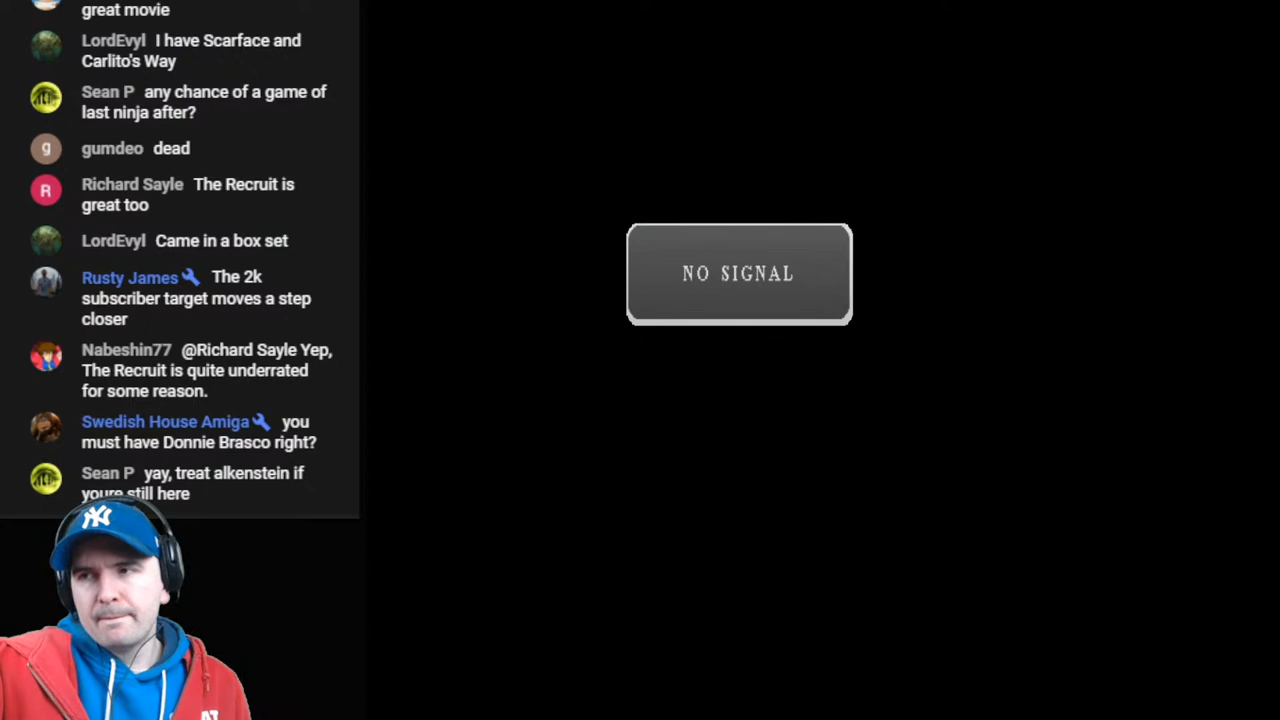 great movie
LordEvyl I have Scarface and
Carlito's Way
Sean P any chance of a game of
last ninja after?
g gumdeo dead
R Richard Sayle The Recruit is
great too
LordEvyl Came in a box set
Rusty James The 2k
subscriber target moves a step
closer
Nabeshin77 @Richard Sayle Yep,
The Recruit is quite underrated
for some reason.
Swedish House Amiga you
must have Donnie Brasco right?
Sean P yay, treat alkenstein if
youre still here
NO SIGNAL
NY
AT